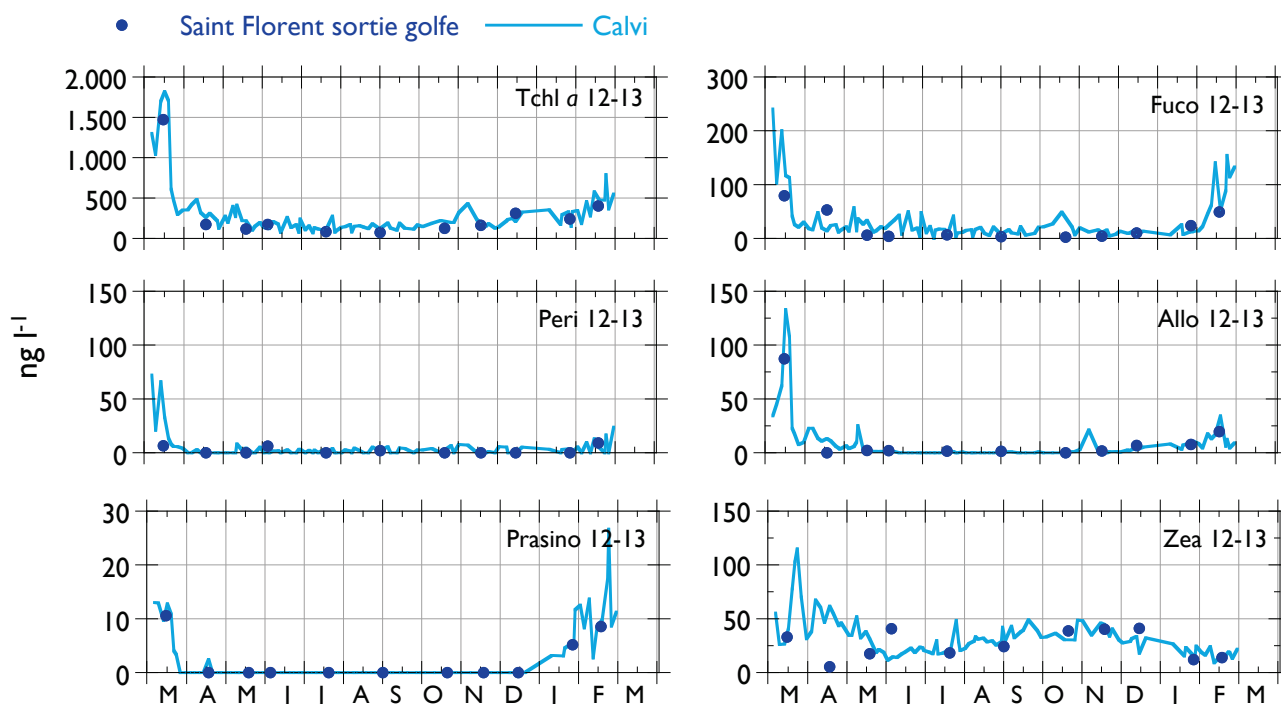 Saint Florent sortie golfe Calvi
ng l-1
2.000
1.500
1.000
500
0
Tchl a 12-13
300
200
100
0
Fuco 12-13
150
100
50
0
Peri 12-13
150
100
50
0
Allo 12-13
30
20
10
0
Prasino 12-13
M A M J J A S O N D J F M
150
100
50
0
Zea 12-13
M A M J J A S O N D J F M